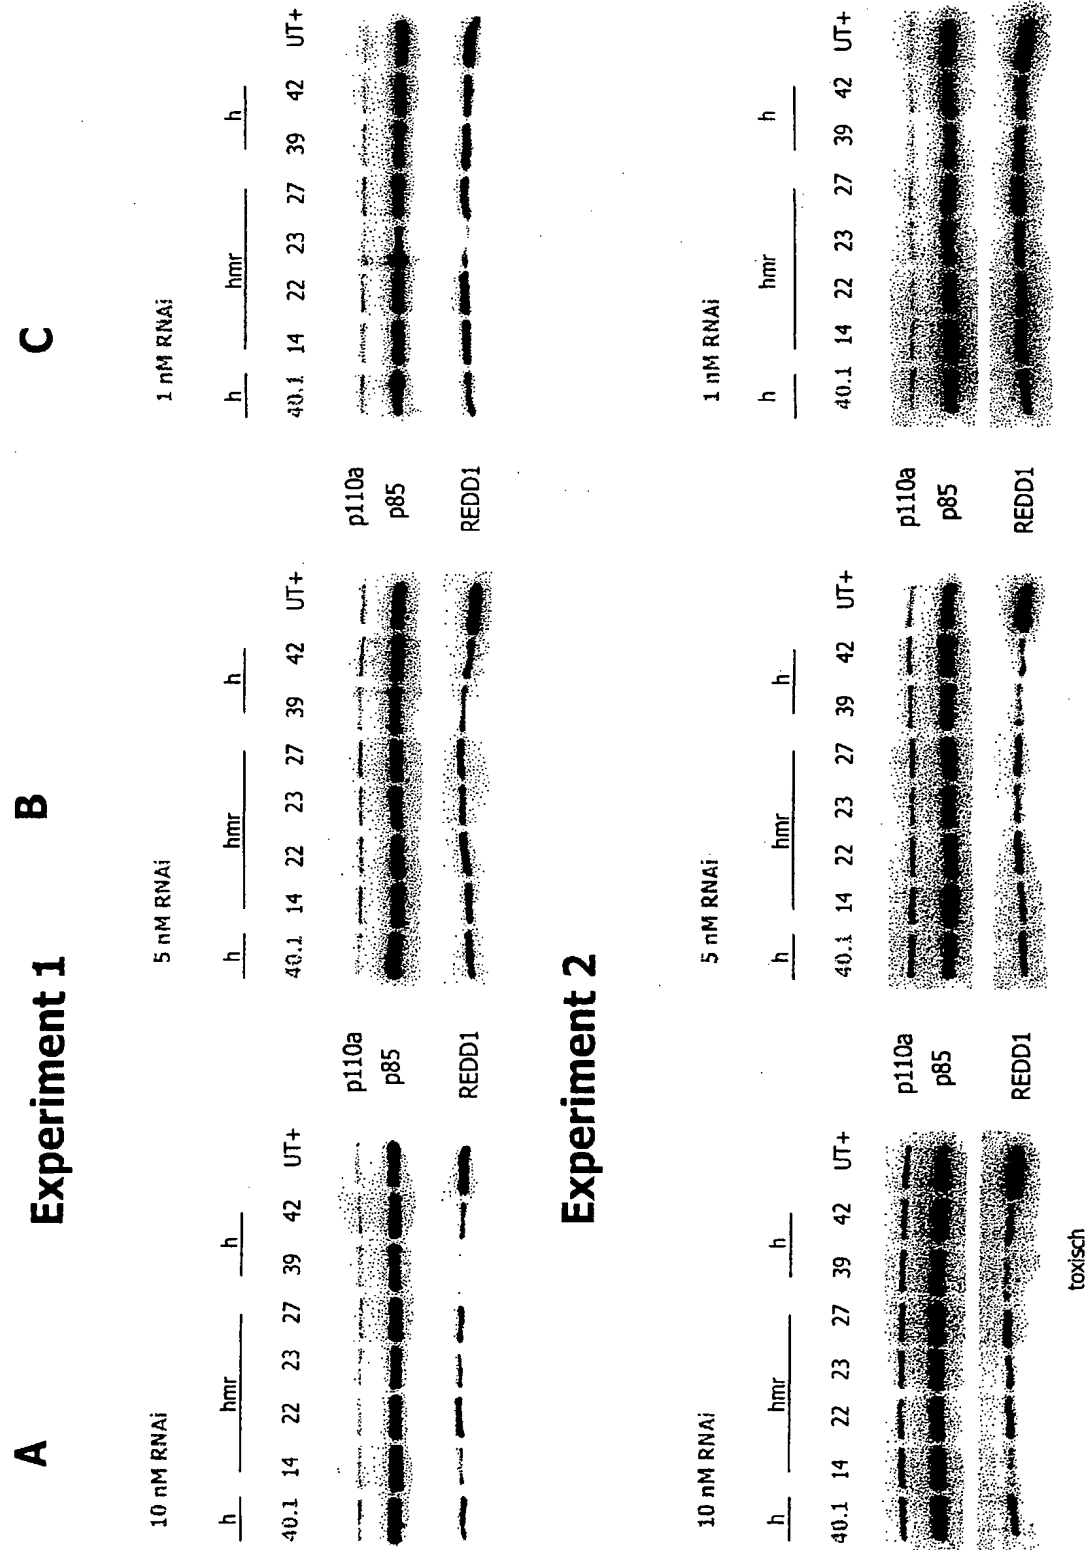 A B C
Experiment 1
10 nM RNAi 5 nM RNAi 1 nM RNAi
h hmr h h hmr h h hmr h
40.1 14 22 23 27 39 42 UT+ 40.1 14 22 23 27 39 42 UT+ 40.1 14 22 23 27 39 42 UT+
p110a p110a
p85 p85
REDD1 REDD1
Experiment 2
10 nM RNAi 5 nM RNAi 1 nM RNAi
h hmr h h hmr h h hmr h
40.1 14 22 23 27 39 42 UT+ 40.1 14 22 23 27 39 42 UT+ 40.1 14 22 23 27 39 42 UT+
p110a p110a
p85 p85
REDD1 REDD1
toxisch